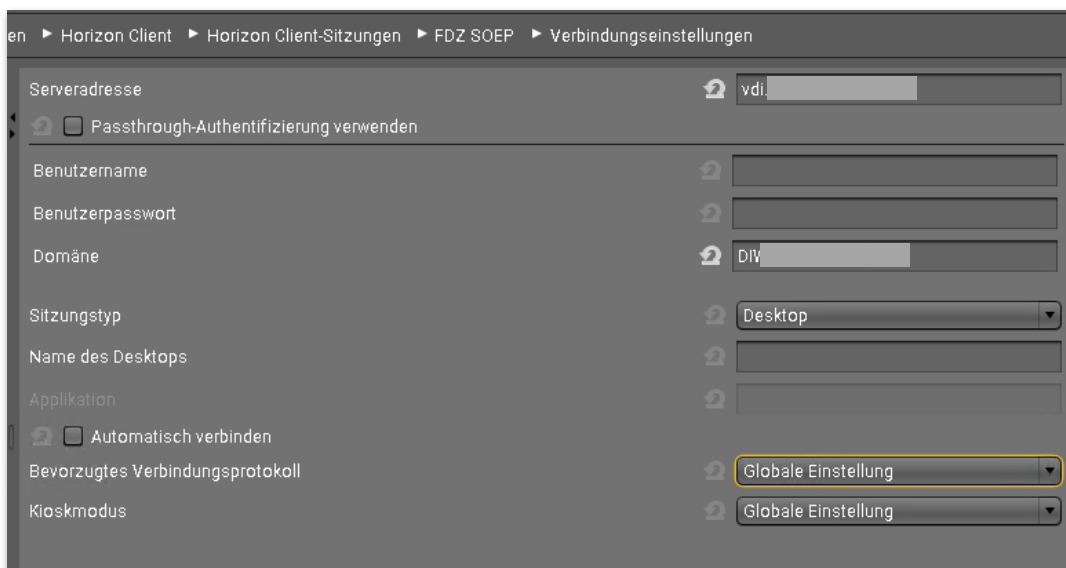 en ▸ Horizon Client ▸ Horizon Client-Sitzungen ▸ FDZ SOEP ▸ Verbindungseinstellungen
Serveradresse vdi.
Passthrough-Authentifizierung verwenden
Benutzername
Benutzerpasswort
Domäne DIW
Sitzungstyp Desktop
Name des Desktops
Applikation
Automatisch verbinden
Bevorzugtes Verbindungsprotokoll Globale Einstellung
Kioskmodus Globale Einstellung